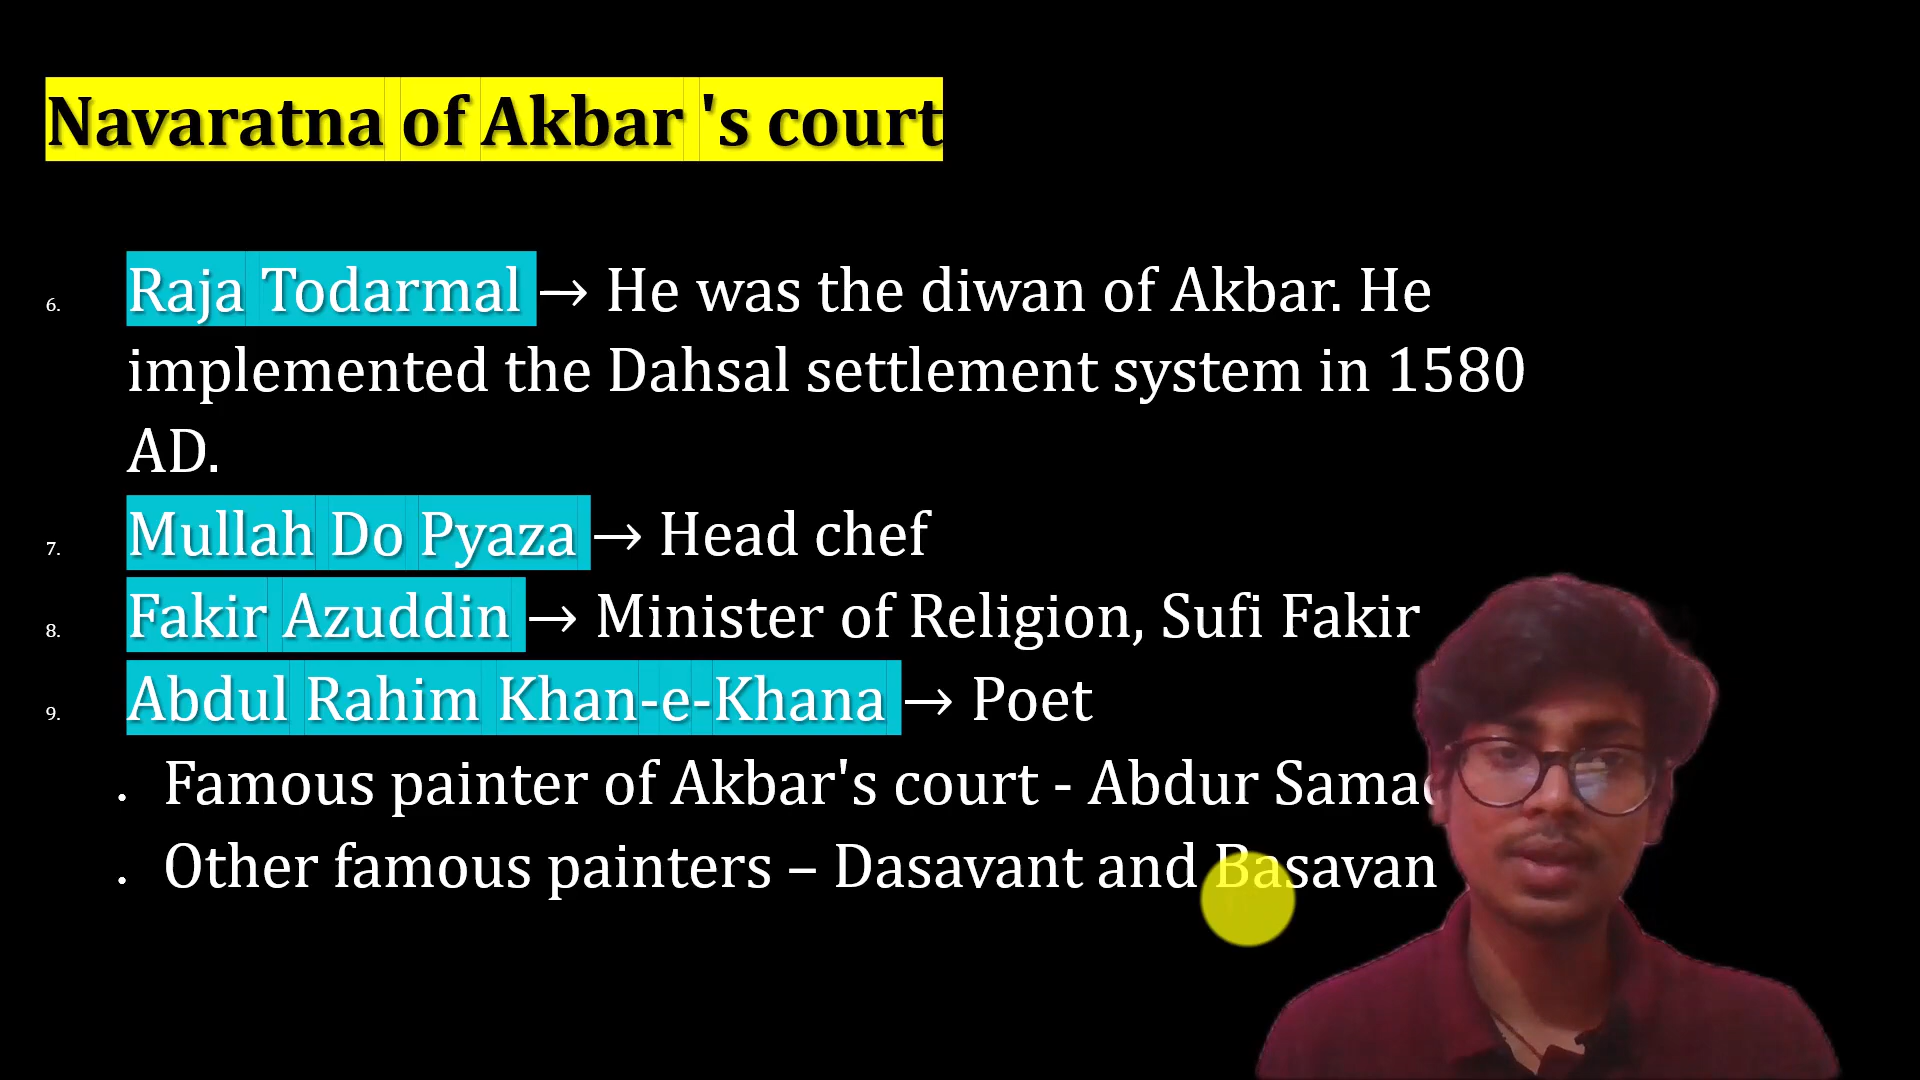 Navaratna of Akbar 's court
6. Raja Todarmal → He was the diwan of Akbar. He
implemented the Dahsal settlement system in 1580
AD.
7. Mullah Do Pyaza → Head chef
8. Fakir Azuddin → Minister of Religion, Sufi Fakir
9. Abdul Rahim Khan-e-Khana → Poet
• Famous painter of Akbar's court - Abdur
• Other famous painters – Dasavant and Basavan